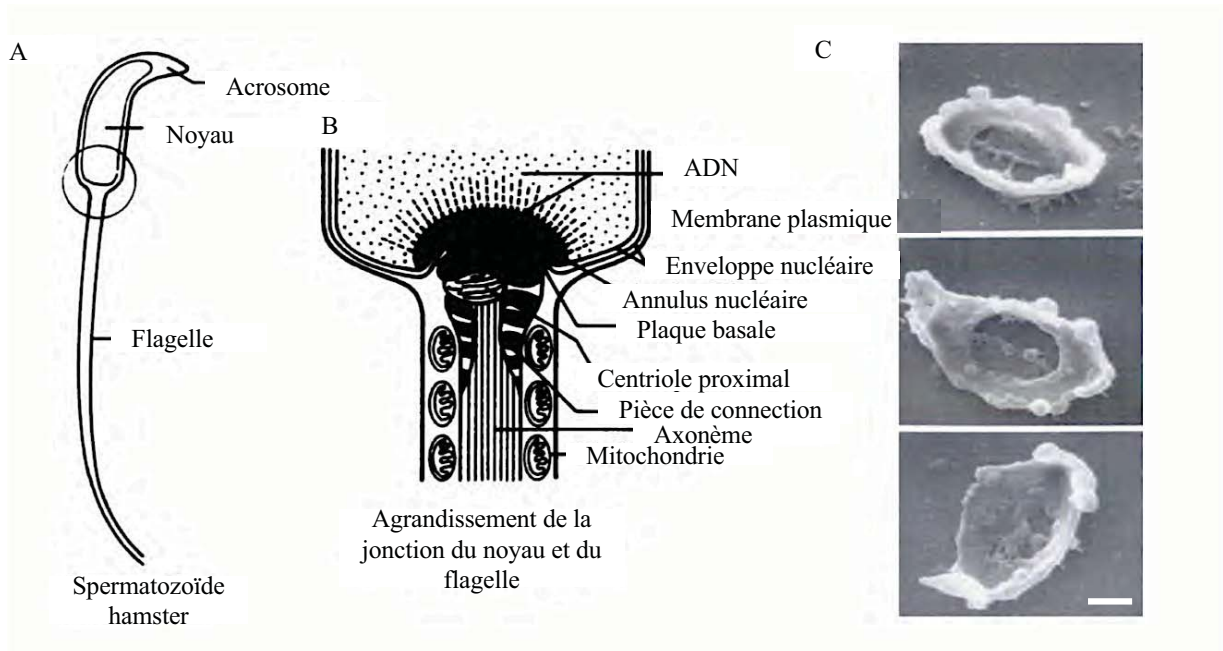 A
Acrosome
Noyau
Flagelle
Spermatozoïde
hamster
B
ADN
Membrane plasmique
Enveloppe nucléaire
Annulus nucléaire
Plaque basale
Centriole proximal
Pièce de connection
Axonème
Mitochondrie
Agrandissement de la
jonction du noyau et du
flagelle
C